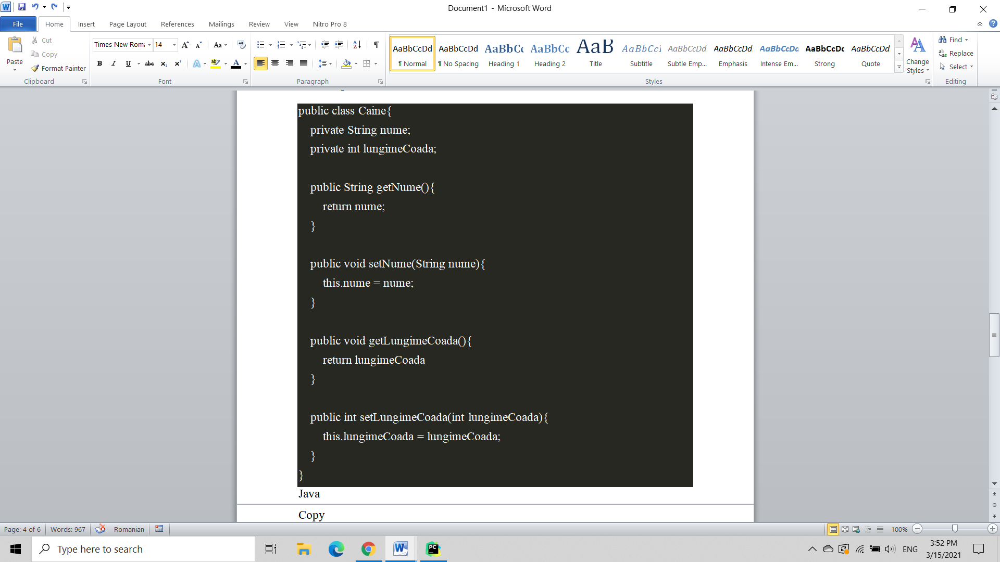 Document1 - Microsoft Word
File Home Insert Page Layout References Mailings Review View Nitro Pro 8
Paste
Cut
Copy
Format Painter
Clipboard
Times New Roma 14
Font
Paragraph
AaBbCcDd AaBbCcDd AaBbCc AaBbCc AaB AaBbCcI AaBbCcDd AaBbCcDd AaBbCcDd AaBbCcDc AaBbCcDd
¶ Normal ¶ No Spacing Heading 1 Heading 2 Title Subtitle Subtle Emp... Emphasis Intense Em... Strong Quote
Styles
Change
Styles
Find
Replace
Select
Editing
public class Caine{
private String nume;
private int lungimeCoada;
public String getNume(){
return nume;
}
public void setNume(String nume){
this.nume = nume;
}
public void getLungimeCoada(){
return lungimeCoada
}
public int setLungimeCoada(int lungimeCoada){
this.lungimeCoada = lungimeCoada;
}
}
Java
Copy
Page: 4 of 6 Words: 967 Romanian 100%
Type here to search
ENG
3:52 PM
3/15/2021